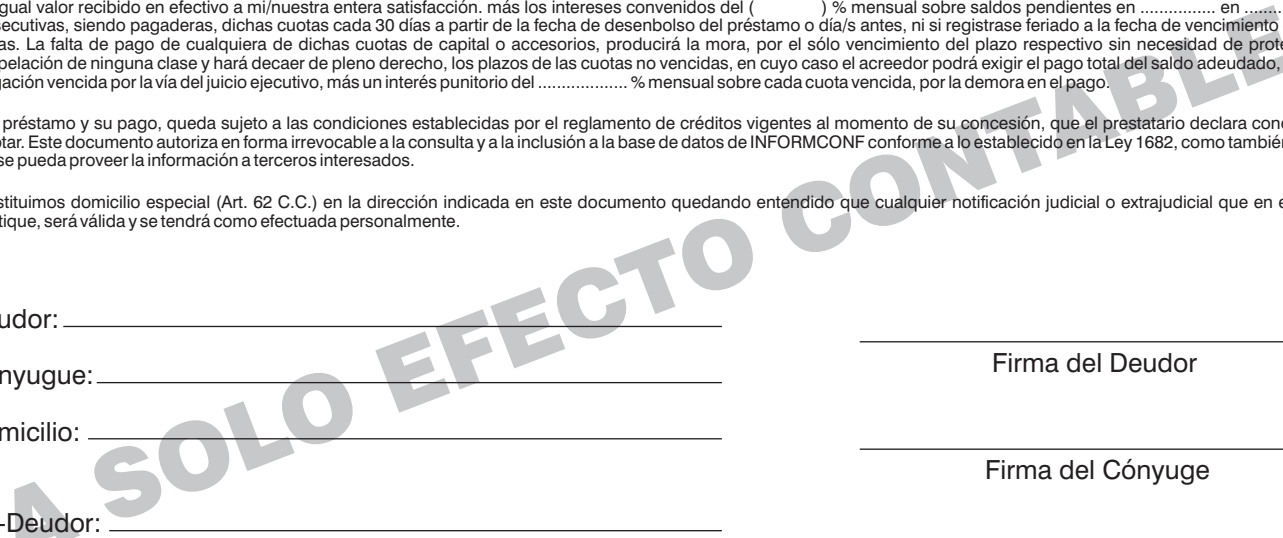 gual valor recibido en efectivo a mi/nuestra entera satisfacción. más los intereses convenidos del ( ) % mensual sobre saldos pendientes en ............... en ........
secutivas, siendo pagaderas, dichas cuotas cada 30 días a partir de la fecha de desenbolso del préstamo o día/s antes, ni si registrase feriado a la fecha de vencimiento
as. La falta de pago de cualquiera de dichas cuotas de capital o accesorios, producirá la mora, por el sólo vencimiento del plazo respectivo sin necesidad de prote
pelación de ninguna clase y hará decaer de pleno derecho, los plazos de las cuotas no vencidas, en cuyo caso el acreedor podrá exigir el pago total del saldo adeudado,
gación vencida por la vía del juicio ejecutivo, más un interés punitorio del ................... % mensual sobre cada cuota vencida, por la demora en el pago.
préstamo y su pago, queda sujeto a las condiciones establecidas por el reglamento de créditos vigentes al momento de su concesión, que el prestatario declara cono
otar. Este documento autoriza en forma irrevocable a la consulta y a la inclusión a la base de datos de INFORMCONF conforme a lo establecido en la Ley 1682, como también
se pueda proveer la información a terceros interesados.
stituimos domicilio especial (Art. 62 C.C.) en la dirección indicada en este documento quedando entendido que cualquier notificación judicial o extrajudicial que en e
tique, será válida y se tendrá como efectuada personalmente.
udor:
Firma del Deudor
nyugue:
micilio:
Firma del Cónyuge
-Deudor:
A SOLO EFECTO CONTABLE